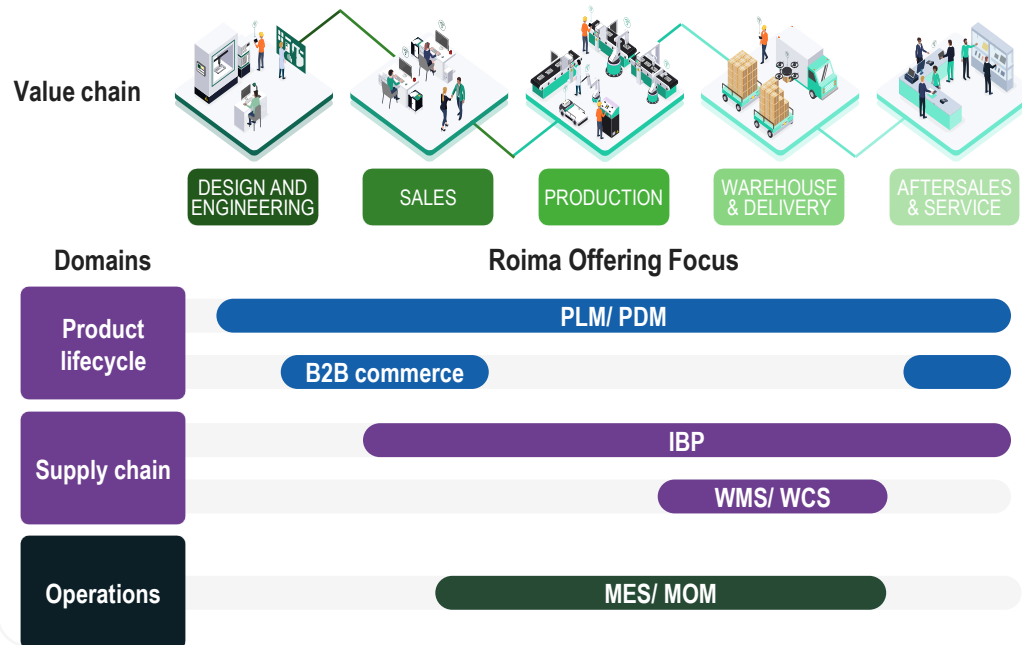 Value chain
DESIGN AND
ENGINEERING
SALES
PRODUCTION
WAREHOUSE
& DELIVERY
AFTERSALES
& SERVICE
Domains
Roima Offering Focus
Product
lifecycle
PLM/ PDM
B2B commerce
Supply chain
IBP
WMS/ WCS
Operations
MES/ MOM